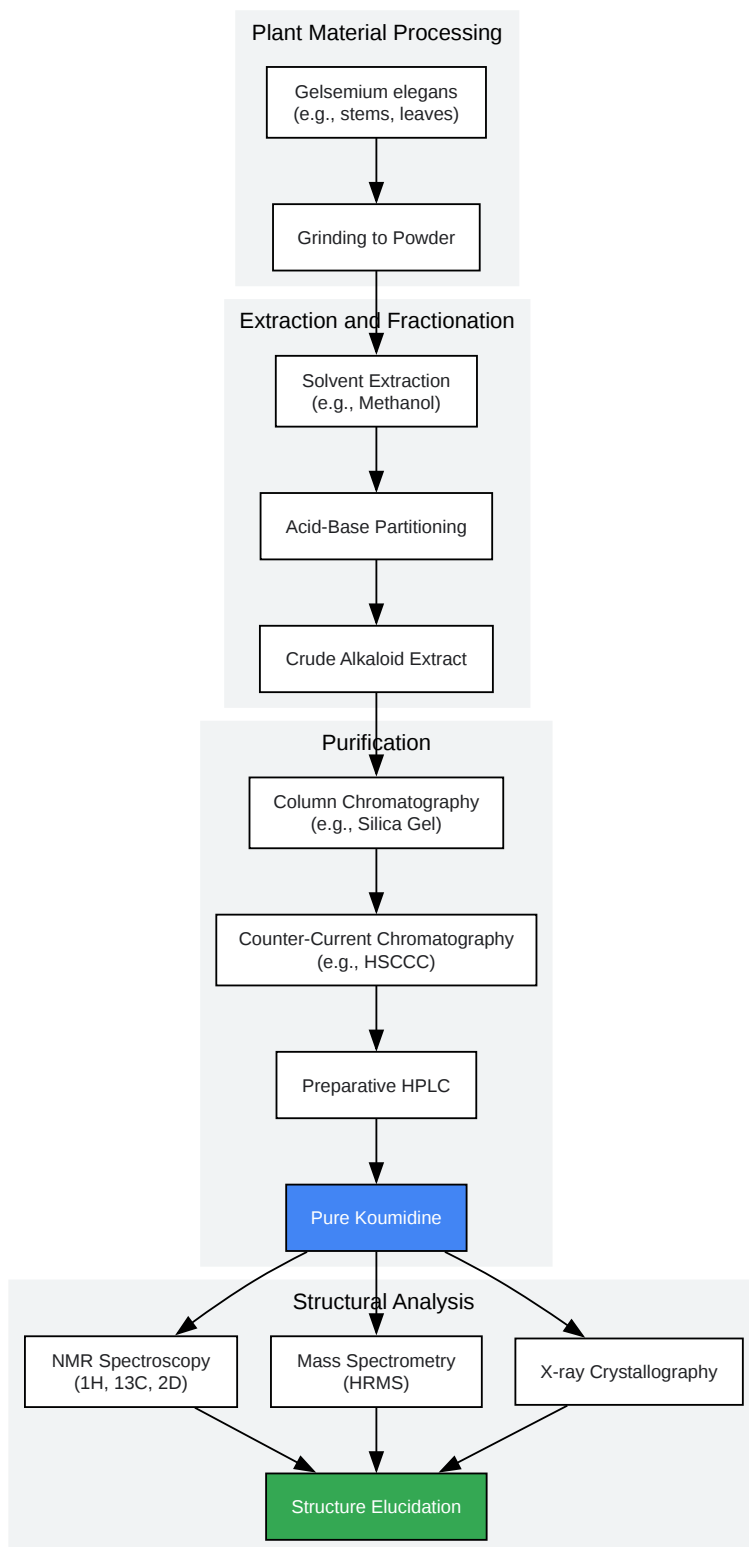 Plant Material Processing
Gelsemium elegans
(e.g., stems, leaves)
Grinding to Powder
Extraction and Fractionation
Solvent Extraction
(e.g., Methanol)
Acid-Base Partitioning
Crude Alkaloid Extract
Purification
Column Chromatography
(e.g., Silica Gel)
Counter-Current Chromatography
(e.g., HSCCC)
Preparative HPLC
Pure Koumidine
Structural Analysis
NMR Spectroscopy
(1H, 13C, 2D)
Mass Spectrometry
(HRMS)
X-ray Crystallography
Structure Elucidation